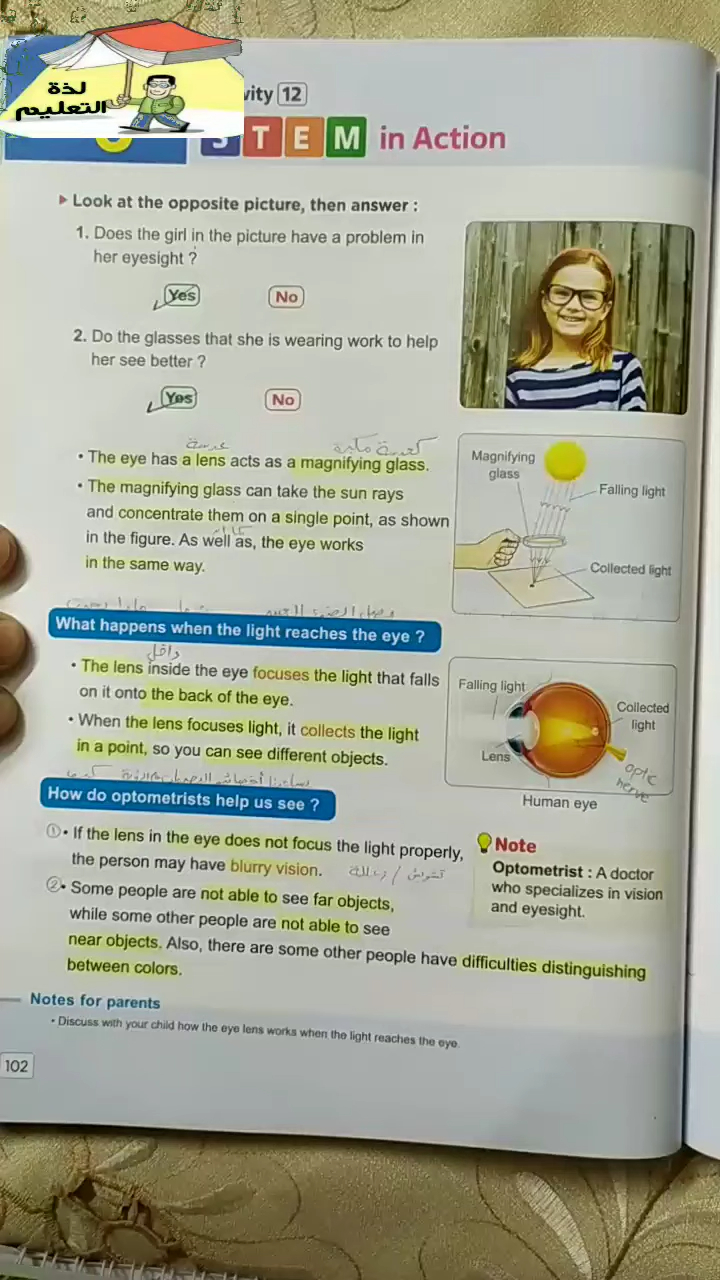 لذة
التعليم
vity 12
STEM in Action
Look at the opposite picture, then answer :
1. Does the girl in the picture have a problem in
her eyesight ?
Yes No
2. Do the glasses that she is wearing work to help
her see better ?
Yes No
عدسة
كعدسة مكبرة
• The eye has a lens acts as a magnifying glass.
• The magnifying glass can take the sun rays
and concentrate them on a single point, as shown
in the figure. As well as, the eye works
in the same way.
Magnifying
glass
Falling light
Collected light
What happens when the light reaches the eye ?
داخل
• The lens inside the eye focuses the light that falls
on it onto the back of the eye.
• When the lens focuses light, it collects the light
in a point, so you can see different objects.
Falling light
Collected
light
Lens
optic
nerve
Human eye
How do optometrists help us see ?
① • If the lens in the eye does not focus the light properly,
the person may have blurry vision.
② • Some people are not able to see far objects,
while some other people are not able to see
near objects. Also, there are some other people have difficulties distinguishing
between colors.
Note
Optometrist : A doctor
who specializes in vision
and eyesight.
Notes for parents
• Discuss with your child how the eye lens works when the light reaches the eye.
102